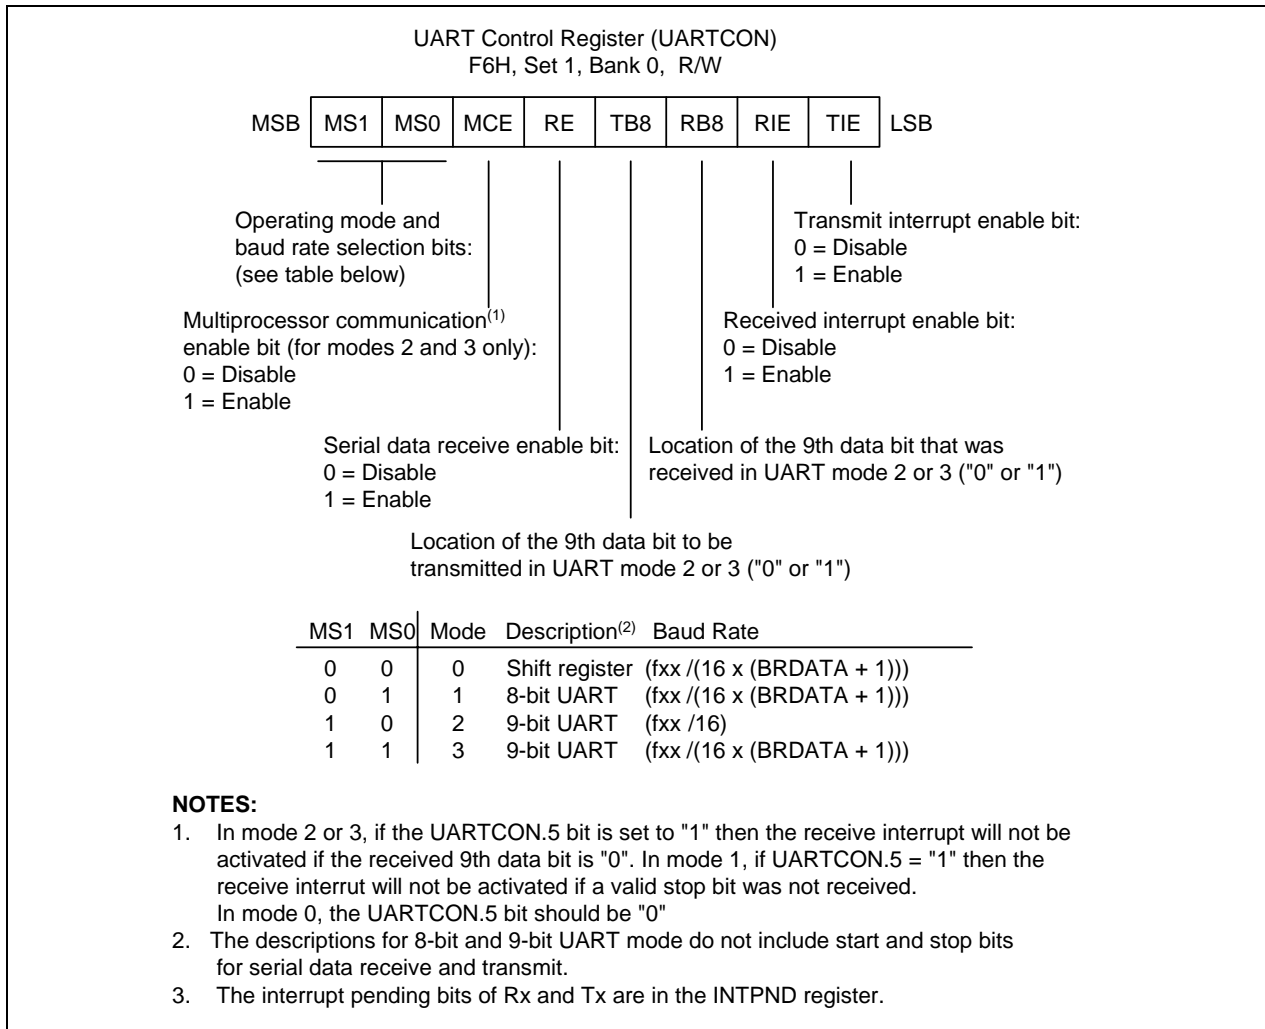 UART Control Register (UARTCON)
F6H, Set 1, Bank 0, R/W
MSB MS1 MS0 MCE RE TB8 RB8 RIE TIE LSB
Operating mode and
baud rate selection bits:
(see table below)
Transmit interrupt enable bit:
0 = Disable
1 = Enable
Multiprocessor communication(1)
enable bit (for modes 2 and 3 only):
0 = Disable
1 = Enable
Received interrupt enable bit:
0 = Disable
1 = Enable
Serial data receive enable bit:
0 = Disable
1 = Enable
Location of the 9th data bit that was
received in UART mode 2 or 3 ("0" or "1")
Location of the 9th data bit to be
transmitted in UART mode 2 or 3 ("0" or "1")
MS1 MS0 Mode Description(2) Baud Rate
0 0 0 Shift register (fxx /(16 x (BRDATA + 1)))
0 1 1 8-bit UART (fxx /(16 x (BRDATA + 1)))
1 0 2 9-bit UART (fxx /16)
1 1 3 9-bit UART (fxx /(16 x (BRDATA + 1)))
NOTES:
1. In mode 2 or 3, if the UARTCON.5 bit is set to "1" then the receive interrupt will not be
activated if the received 9th data bit is "0". In mode 1, if UARTCON.5 = "1" then the
receive interrut will not be activated if a valid stop bit was not received.
In mode 0, the UARTCON.5 bit should be "0"
2. The descriptions for 8-bit and 9-bit UART mode do not include start and stop bits
for serial data receive and transmit.
3. The interrupt pending bits of Rx and Tx are in the INTPND register.